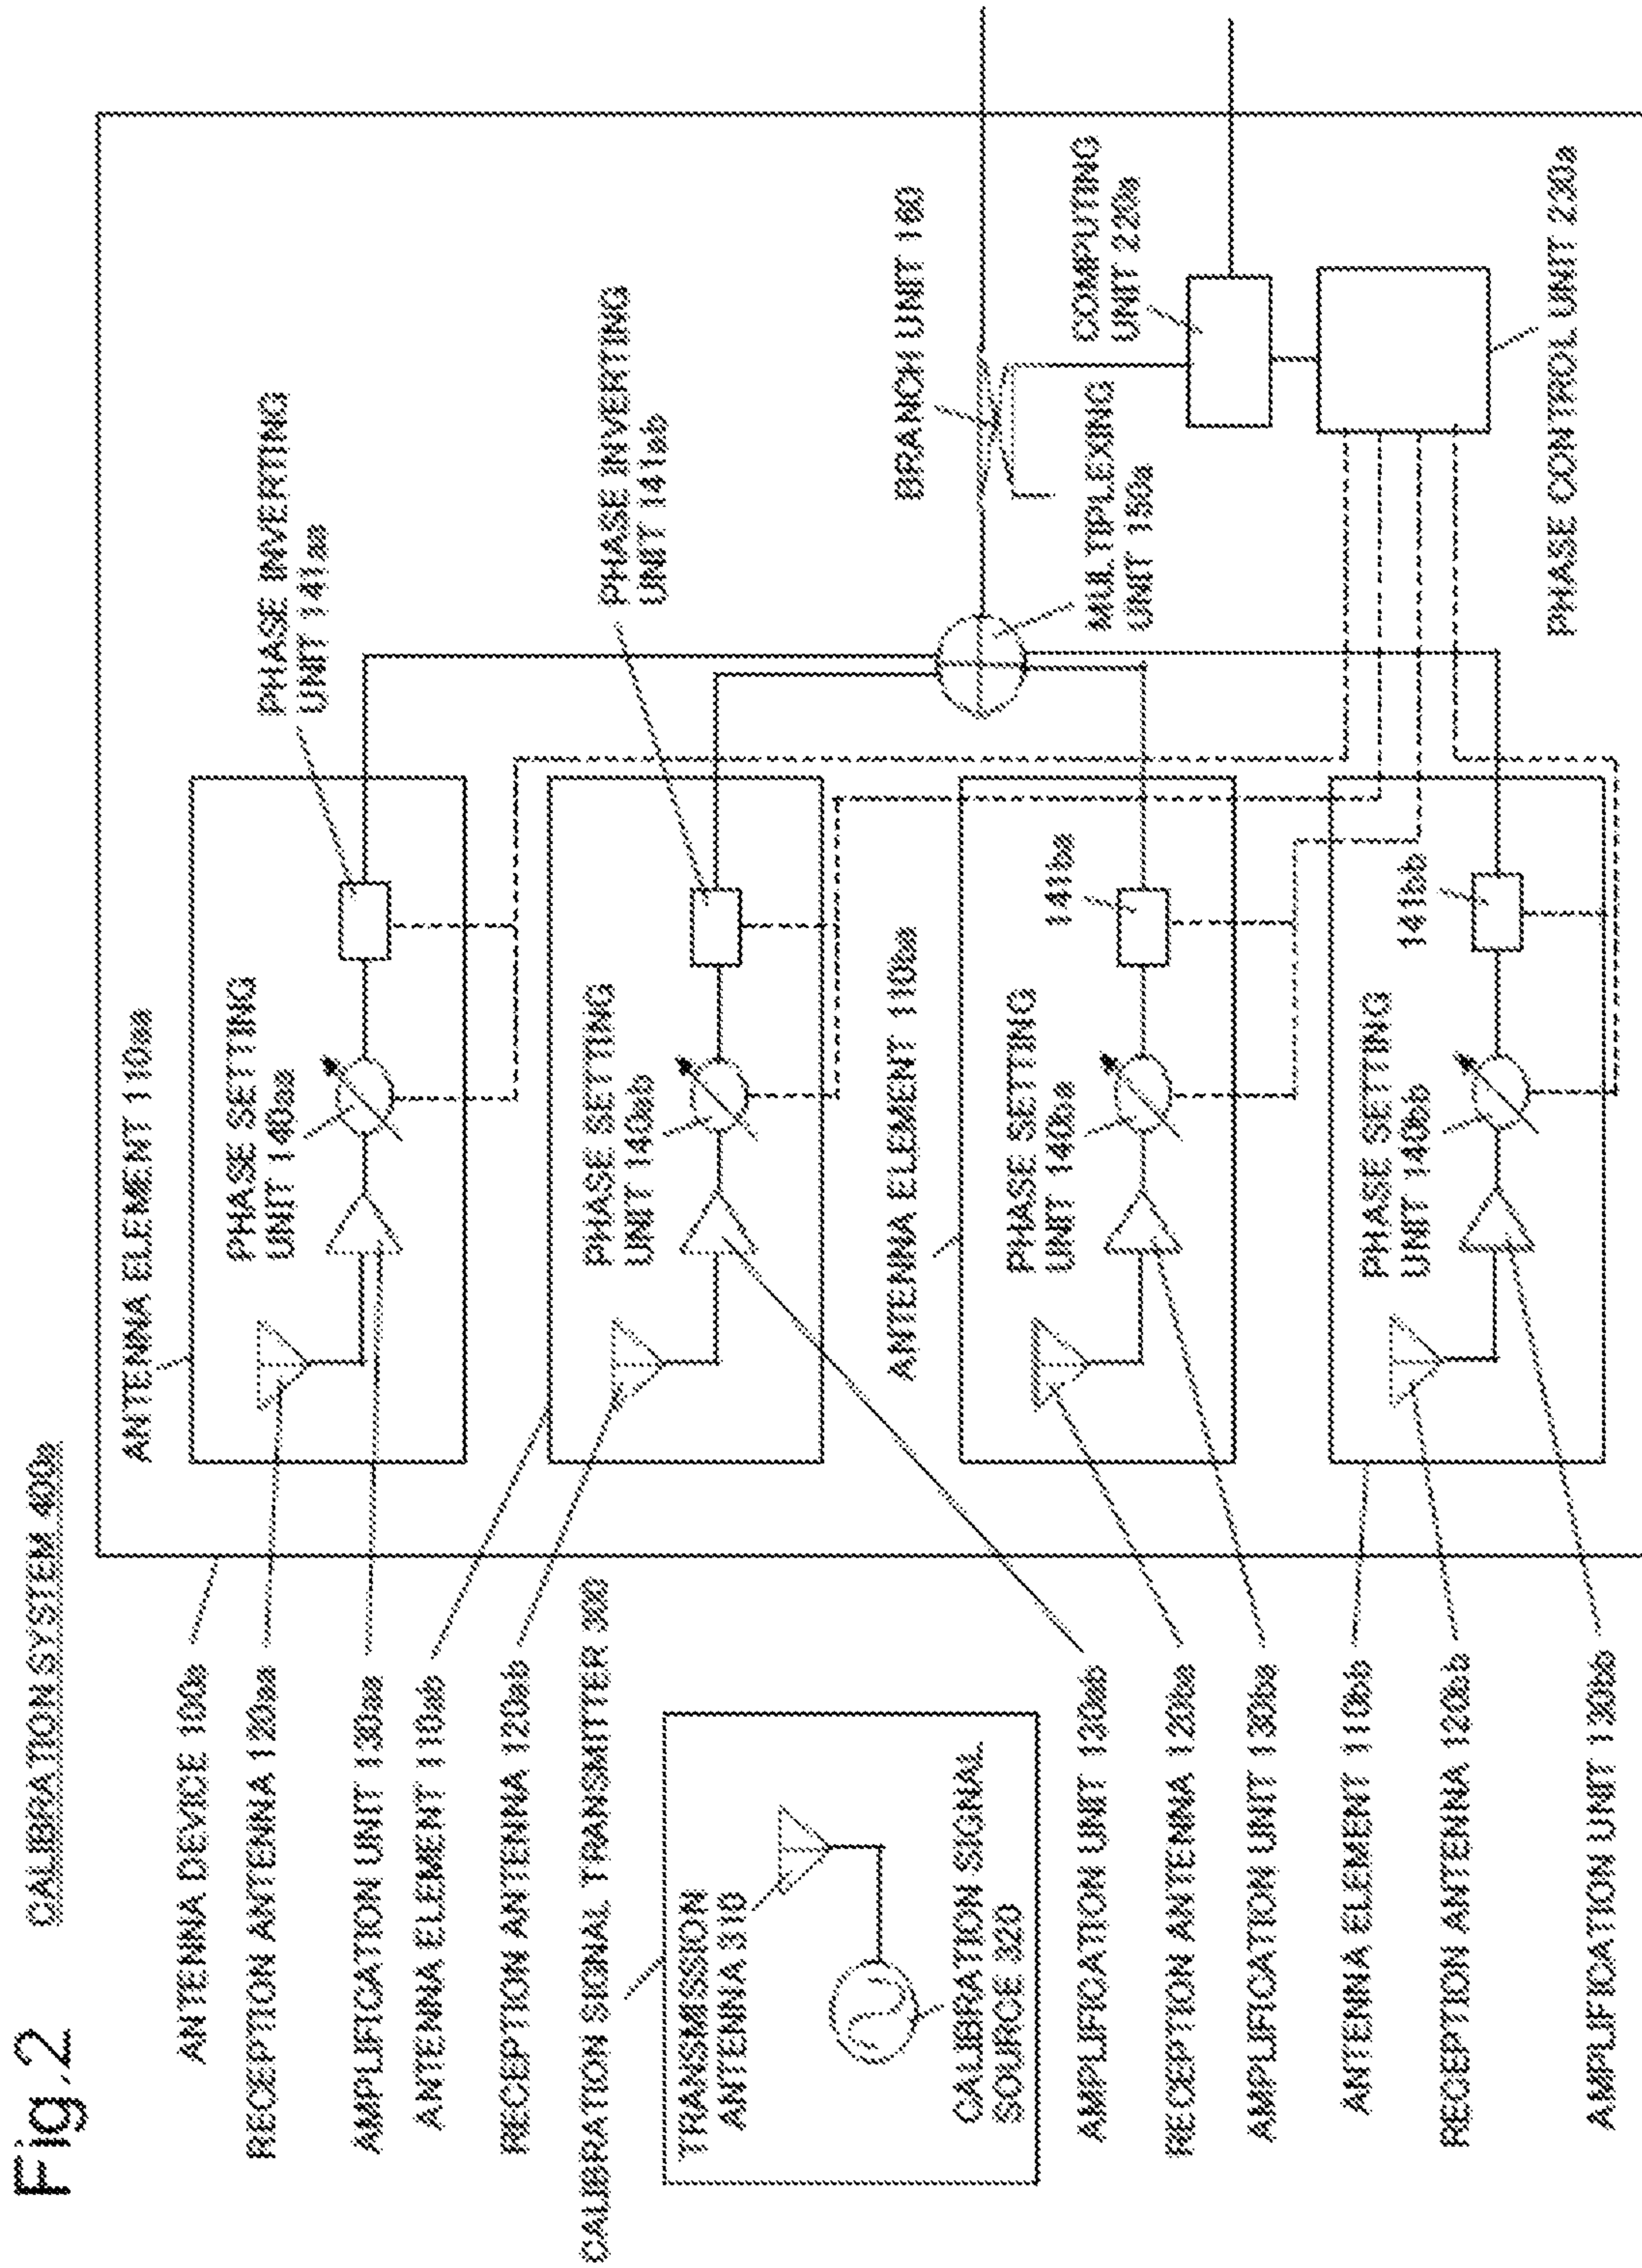 Fig.2
CALIBRATION SYSTEM 400a
ANTENNA DEVICE 100a
RECEPTION ANTENNA 120aa
AMPLIFICATION UNIT 130aa
ANTENNA ELEMENT 110ab
RECEPTION ANTENNA 120ab
CALIBRATION SIGNAL TRANSMITTER 300
TRANSMISSION
ANTENNA 310
CALIBRATION SIGNAL
SOURCE 320
AMPLIFICATION UNIT 130ab
RECEPTION ANTENNA 120ba
AMPLIFICATION UNIT 130ba
ANTENNA ELEMENT 110bb
RECEPTION ANTENNA 120bb
AMPLIFICATION UNIT 130bb
ANTENNA ELEMENT 110aa
PHASE SETTING
UNIT 140aa
PHASE INVERTING
UNIT 141aa
PHASE SETTING
UNIT 140ab
PHASE INVERTING
UNIT 141ab
ANTENNA ELEMENT 110ba
PHASE SETTING
UNIT 140ba
141ba
PHASE SETTING
UNIT 140bb
141bb
BRANCH UNIT 160
MULTIPLEXING
UNIT 150a
COMPUTING
UNIT 220a
PHASE CONTROL UNIT 230a